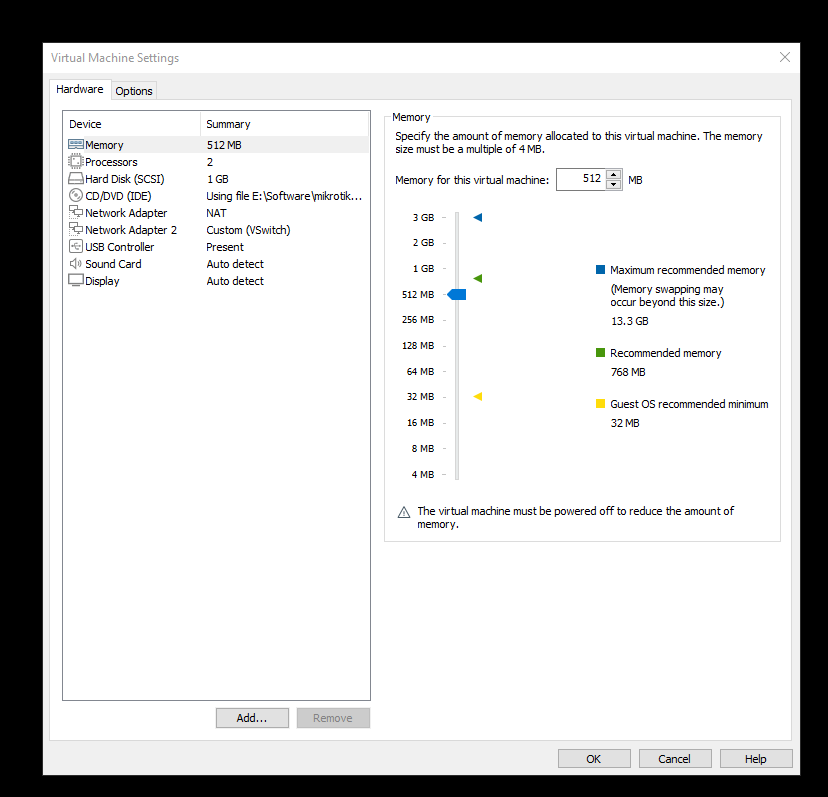 Virtual Machine Settings
Hardware Options
Device Summary
Memory 512 MB
Processors 2
Hard Disk (SCSI) 1 GB
CD/DVD (IDE) Using file E:\Software\mikrotik...
Network Adapter NAT
Network Adapter 2 Custom (VSwitch)
USB Controller Present
Sound Card Auto detect
Display Auto detect
Add... Remove
Memory
Specify the amount of memory allocated to this virtual machine. The memory
size must be a multiple of 4 MB.
Memory for this virtual machine: 512 MB
3 GB
2 GB
1 GB
512 MB
256 MB
128 MB
64 MB
32 MB
16 MB
8 MB
4 MB
Maximum recommended memory
(Memory swapping may
occur beyond this size.)
13.3 GB
Recommended memory
768 MB
Guest OS recommended minimum
32 MB
The virtual machine must be powered off to reduce the amount of
memory.
OK Cancel Help